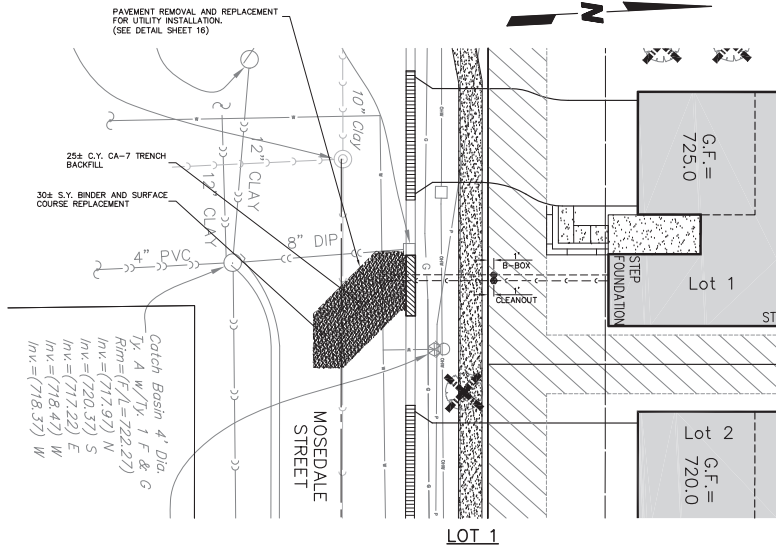 PAVEMENT REMOVAL AND REPLACEMENT
FOR UTILITY INSTALLATION.
(SEE DETAIL SHEET 16)
N
10" Clay
12" CLAY
12" CLAY
25± C.Y. CA-7 TRENCH
BACKFILL
30± S.Y. BINDER AND SURFACE
COURSE REPLACEMENT
8" DIP
4" PVC
G
1'
B-BOX
1'
CLEANOUT
STEP
FOUNDATION
G.F.=
725.0
Lot 1
ST
Catch Basin 4' Dia.
Ty. A w/Ty. 1 F & G
Rim=(F/L=722.27)
Inv.=(717.97) N
Inv.=(720.37) S
Inv.=(717.22) E
Inv.=(718.47) W
Inv.=(718.37) W
MOSEDALE
STREET
Lot 2
G.F.=
720.0
LOT 1